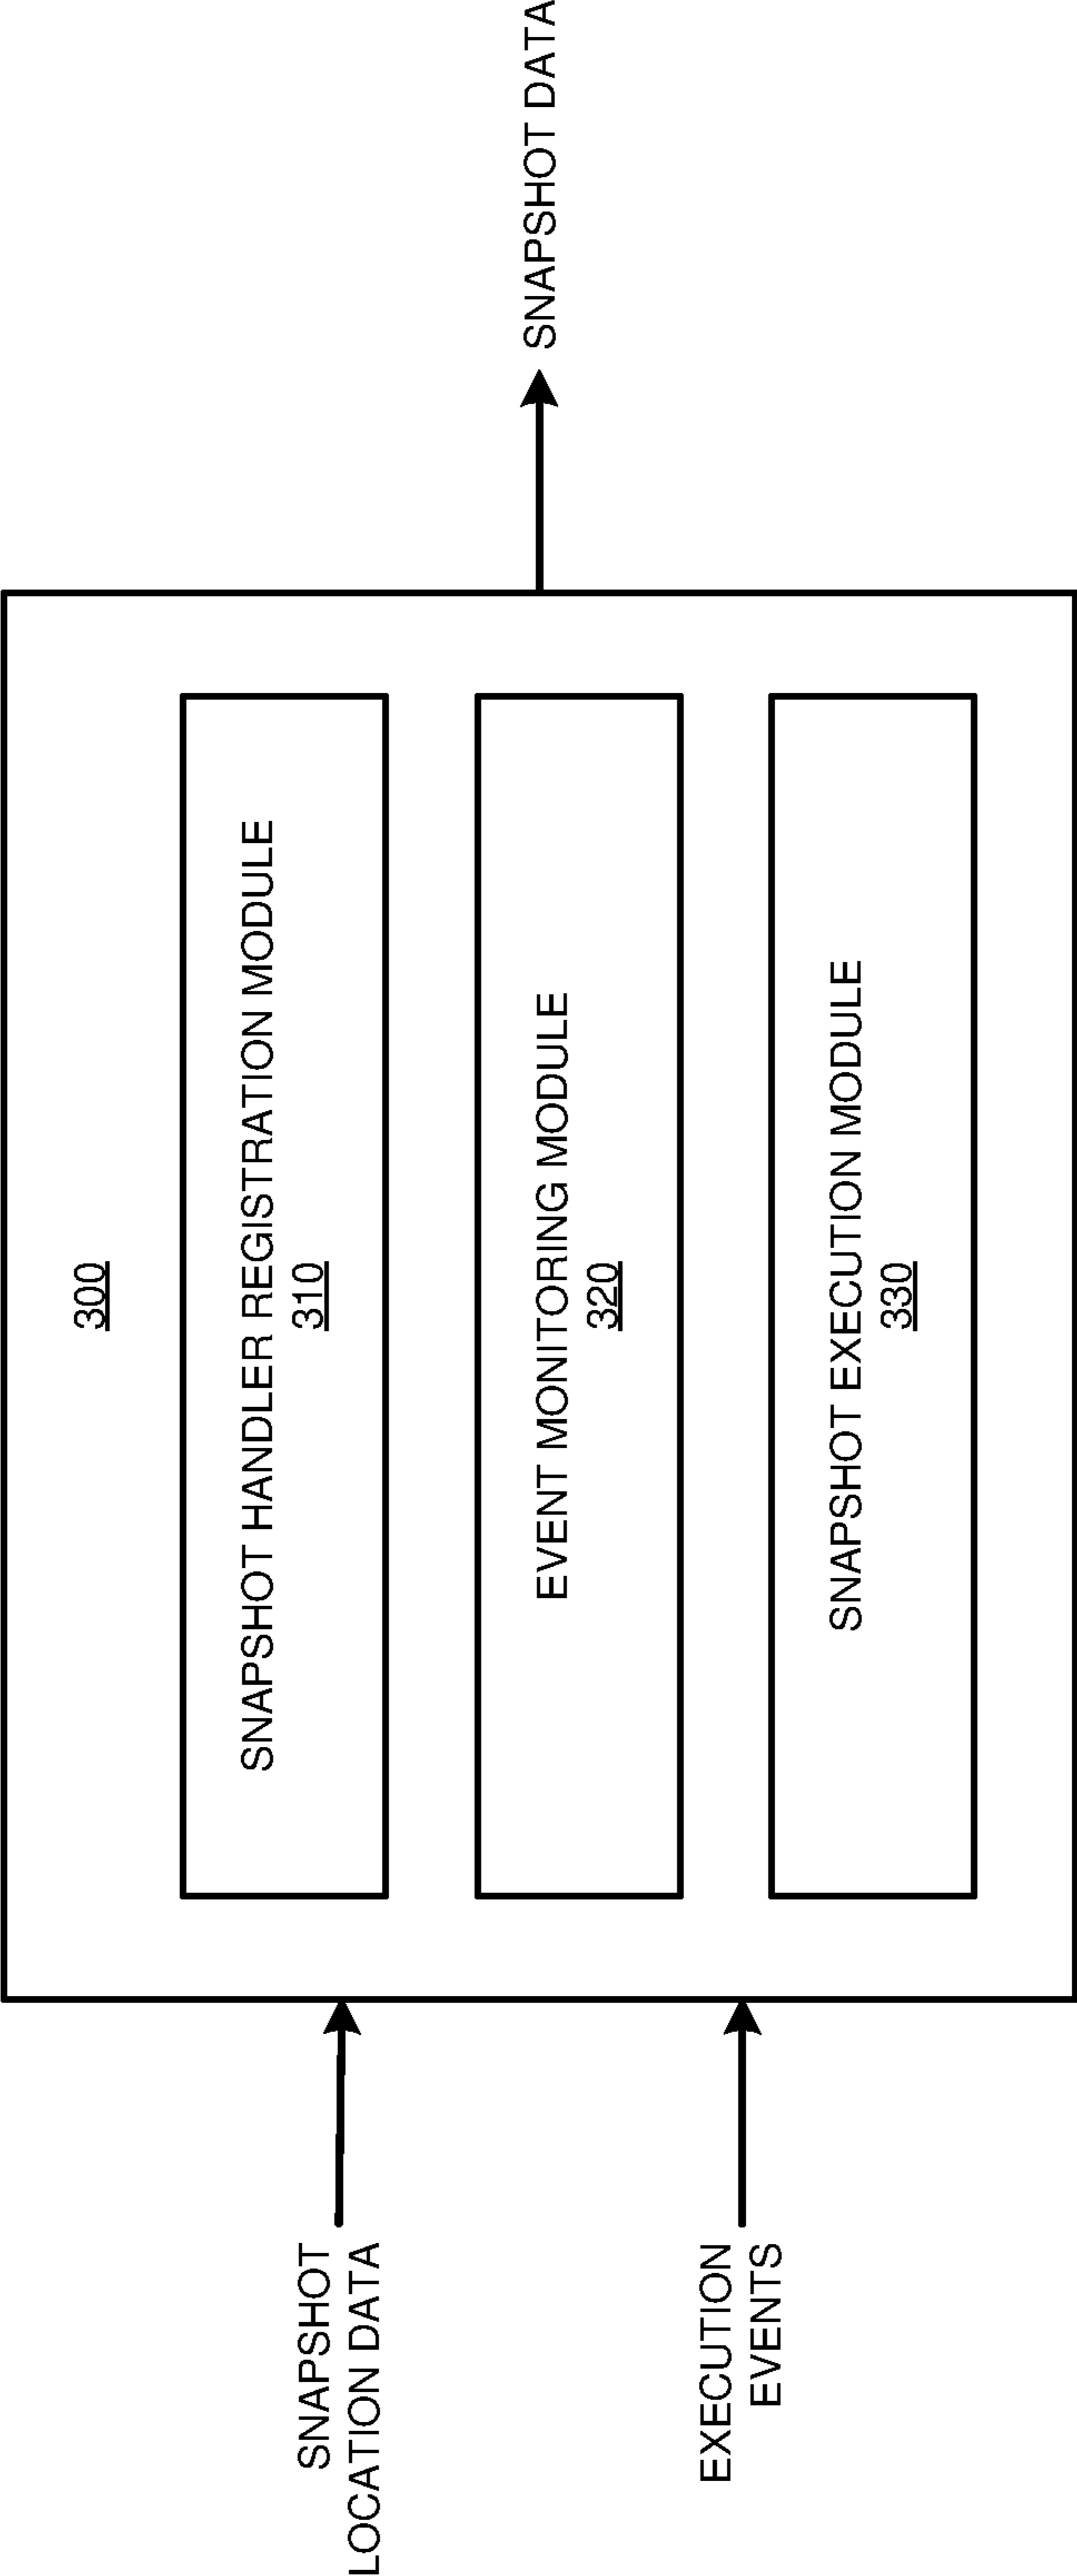 300
SNAPSHOT HANDLER REGISTRATION MODULE
310
EVENT MONITORING MODULE
320
SNAPSHOT EXECUTION MODULE
330
SNAPSHOT
LOCATION DATA
EXECUTION
EVENTS
SNAPSHOT DATA